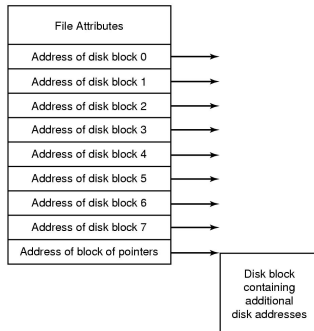 File Attributes
Address of disk block 0
Address of disk block 1
Address of disk block 2
Address of disk block 3
Address of disk block 4
Address of disk block 5
Address of disk block 6
Address of disk block 7
Address of block of pointers
Disk block
containing
additional
disk addresses